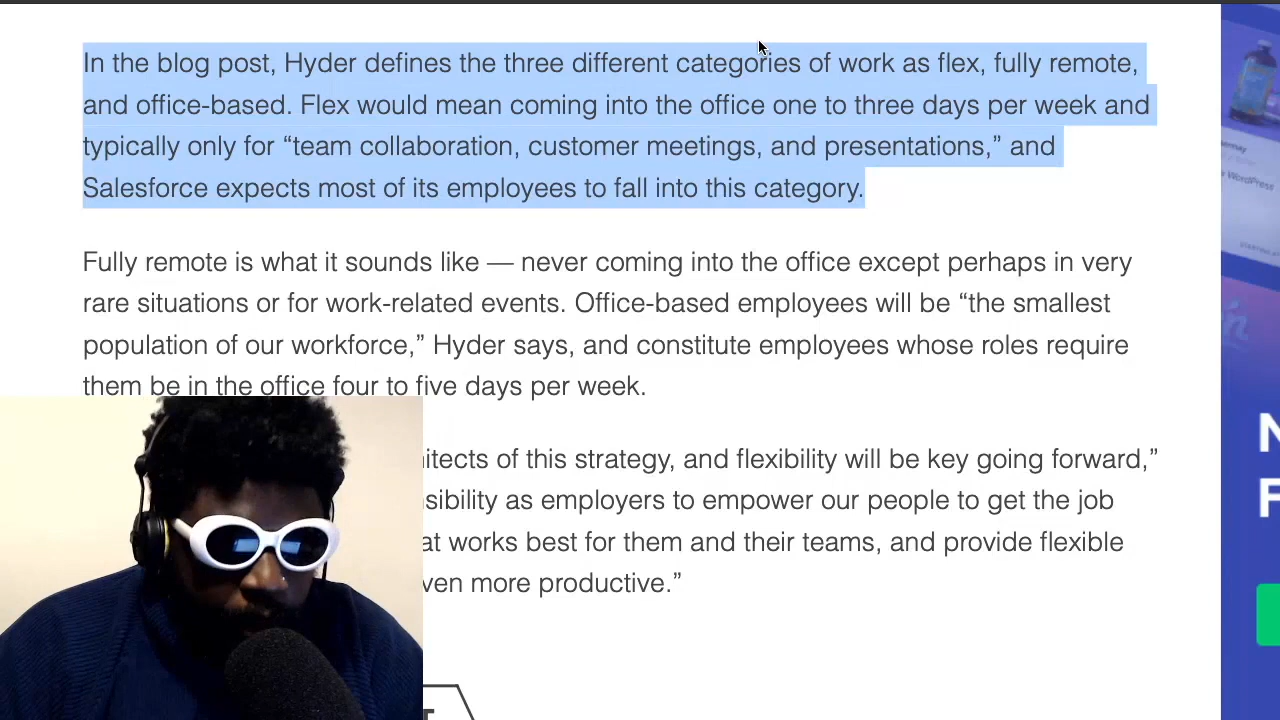 In the blog post, Hyder defines the three different categories of work as flex, fully remote,
and office-based. Flex would mean coming into the office one to three days per week and
typically only for “team collaboration, customer meetings, and presentations,” and
Salesforce expects most of its employees to fall into this category.
Fully remote is what it sounds like — never coming into the office except perhaps in very
rare situations or for work-related events. Office-based employees will be “the smallest
population of our workforce,” Hyder says, and constitute employees whose roles require
them be in the office four to five days per week.
of this strategy, and flexibility will be key going forward,”
as employers to empower our people to get the job
works best for them and their teams, and provide flexible
more productive.”
WordPress